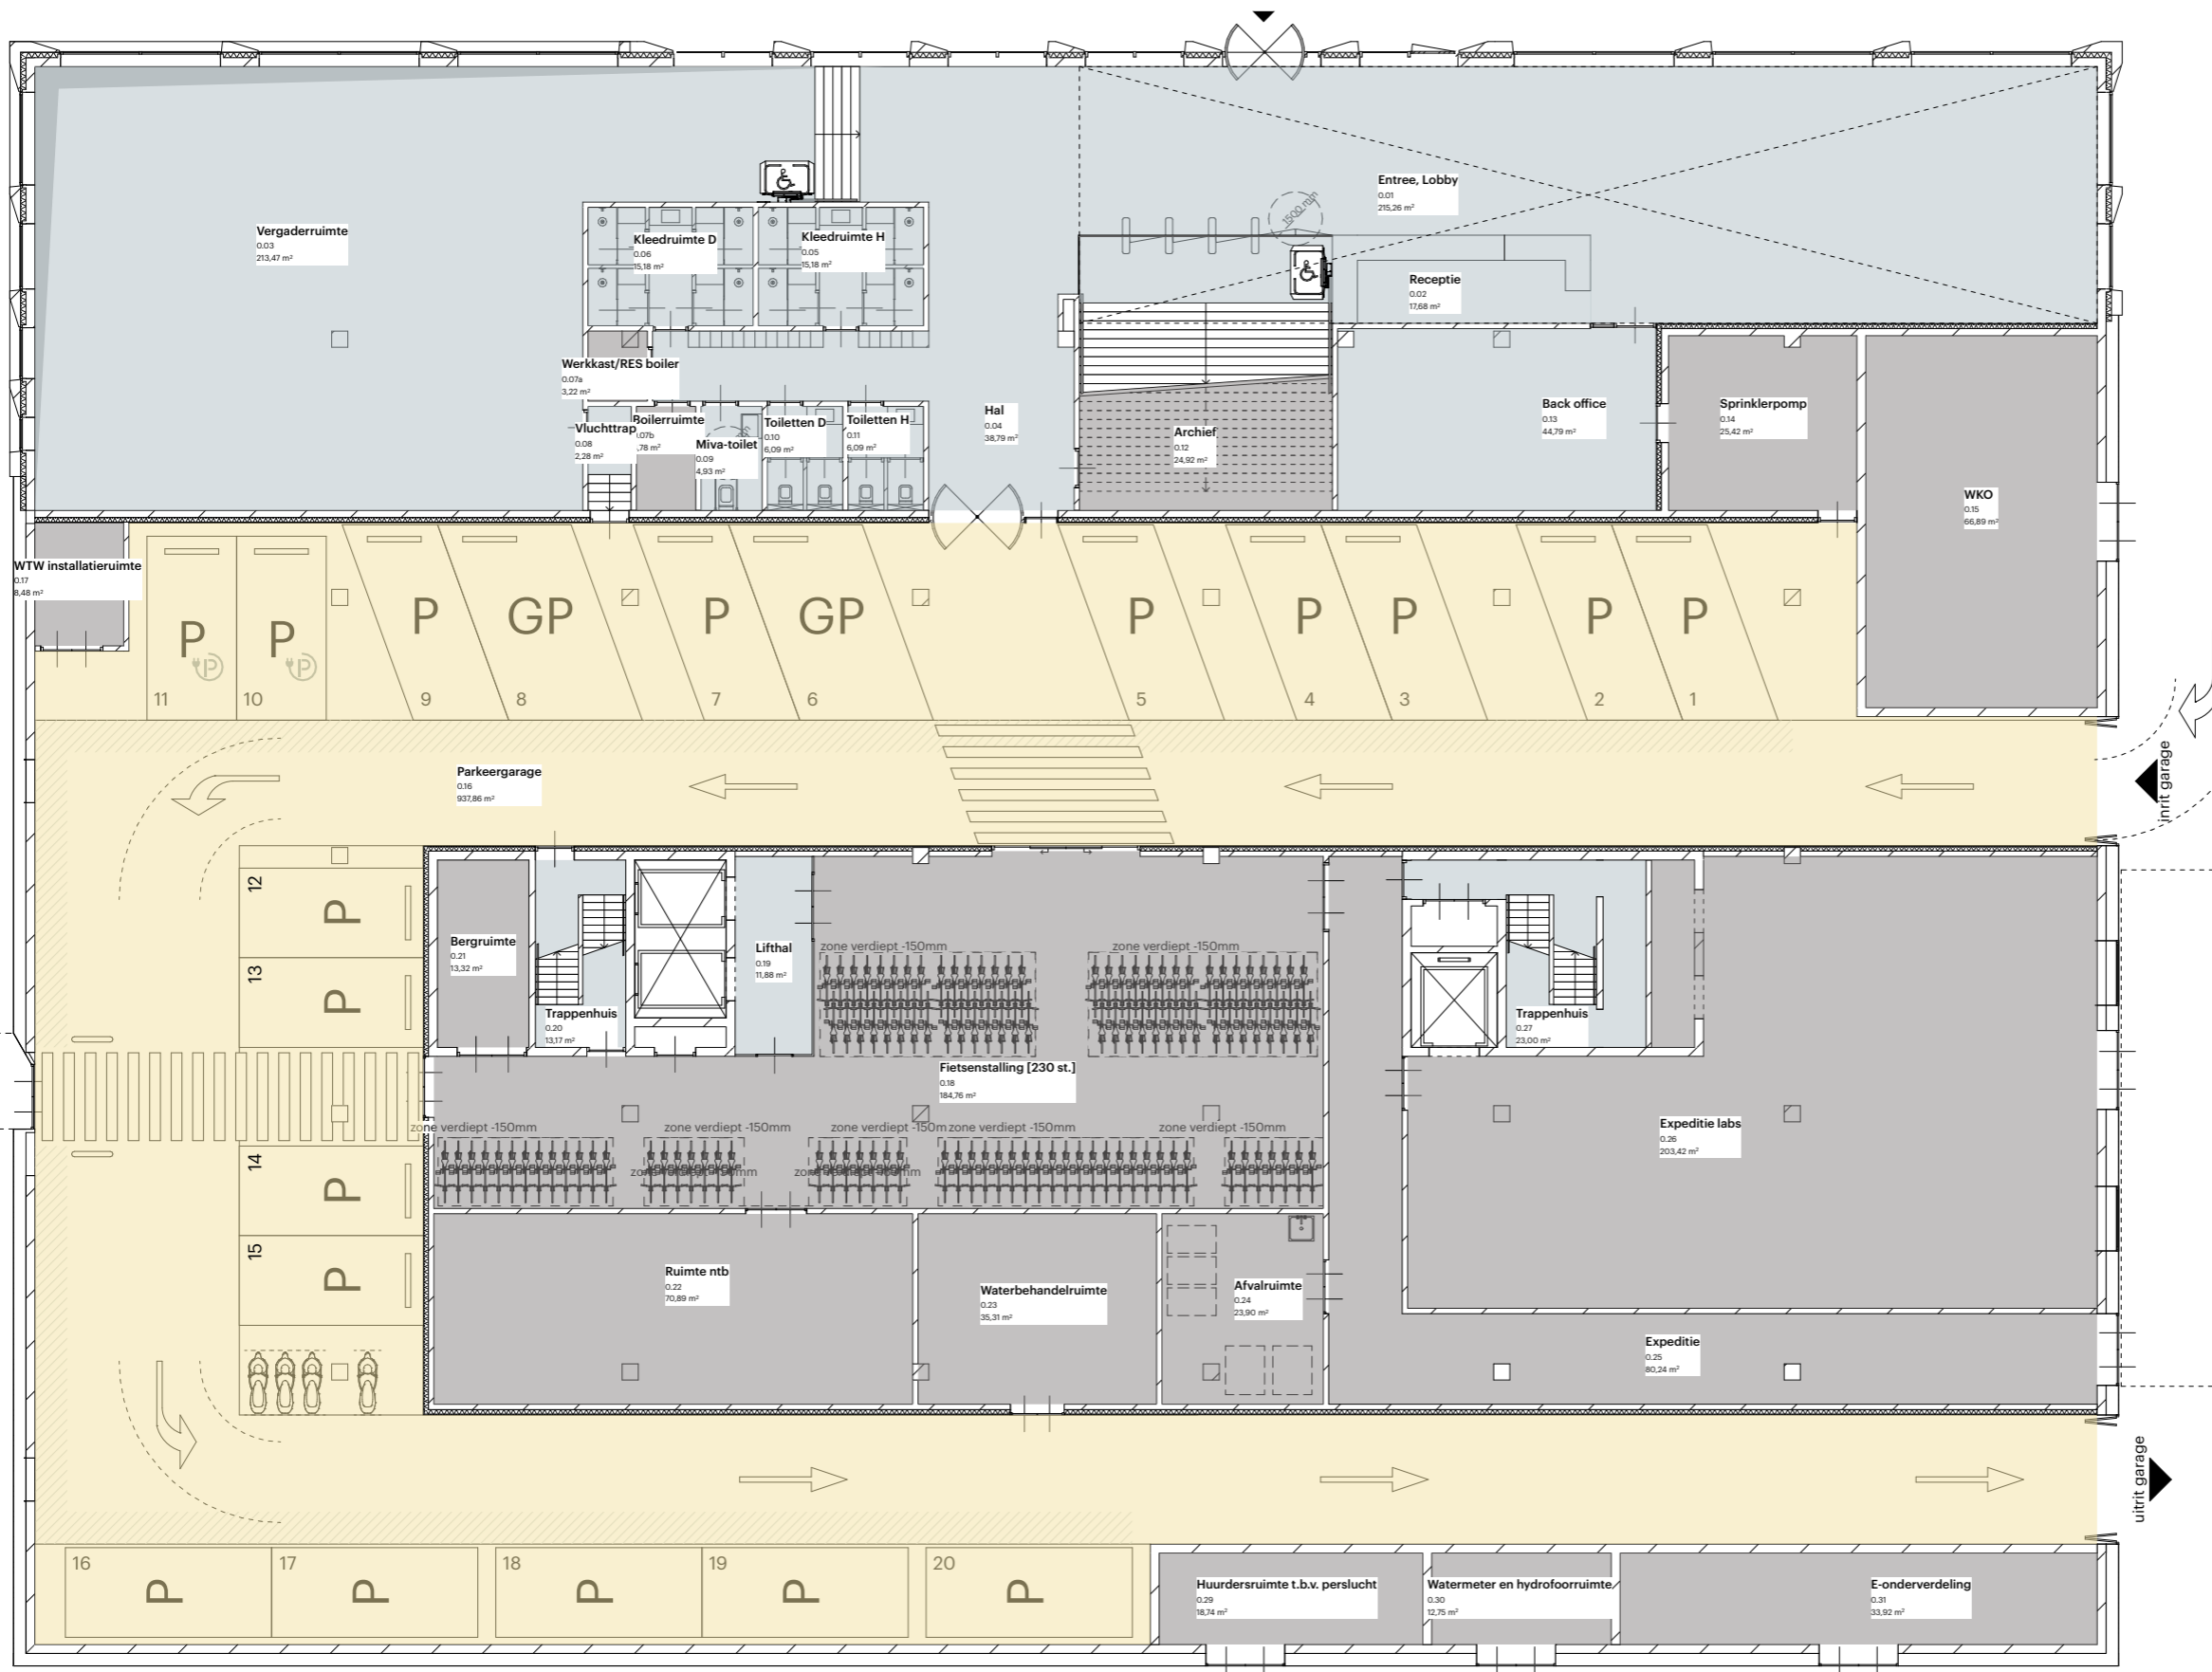 Vergaderruimte
0.03
213,47 m²
Kleedruimte D
0.06
15,18 m²
Kleedruimte H
0.05
15,18 m²
Entree, Lobby
0.01
215,26 m²
1500 mm
Receptie
0.02
17,68 m²
Werkkast/RES boiler
0.07a
3,22 m²
Vluchttrap
0.08
2,28 m²
Boilerruimte
0.07b
,78 m²
Miva-toilet
0.09
4,93 m²
Toiletten D
0.10
6,09 m²
Toiletten H
0.11
6,09 m²
Hal
0.04
38,79 m²
Archief
0.12
24,92 m²
Back office
0.13
44,79 m²
Sprinklerpomp
0.14
25,42 m²
WKO
0.15
66,89 m²
WTW installatieruimte
0.17
8,48 m²
P
P
P
GP
P
GP
P
P
P
P
P
P
P
11
10
9
8
7
6
5
4
3
2
1
Parkeergarage
0.16
937,86 m²
inrit garage
12
P
13
P
14
P
15
P
Bergruimte
0.21
13,32 m²
Trappenhuis
0.20
13,17 m²
Lifthal
0.19
11,88 m²
zone verdiept -150mm
zone verdiept -150mm
Trappenhuis
0.27
23,00 m²
Fietsenstalling [230 st.]
0.18
184,76 m²
zone verdiept -150mm
zone verdiept -150mm
zone verdiept -150m
zone verdiept -150mm
zone verdiept -150mm
zone verdiept -150mm
zone verdiept -150mm
Expeditie labs
0.26
203,42 m²
Ruimte ntb
0.22
70,89 m²
Waterbehandelruimte
0.23
35,31 m²
Afvalruimte
0.24
23,90 m²
Expeditie
0.25
80,24 m²
uitrit garage
16
P
17
P
18
P
19
P
20
P
Huurdersruimte t.b.v. perslucht
0.29
18,74 m²
Watermeter en hydrofoorruimte
0.30
12,75 m²
E-onderverdeling
0.31
33,92 m²